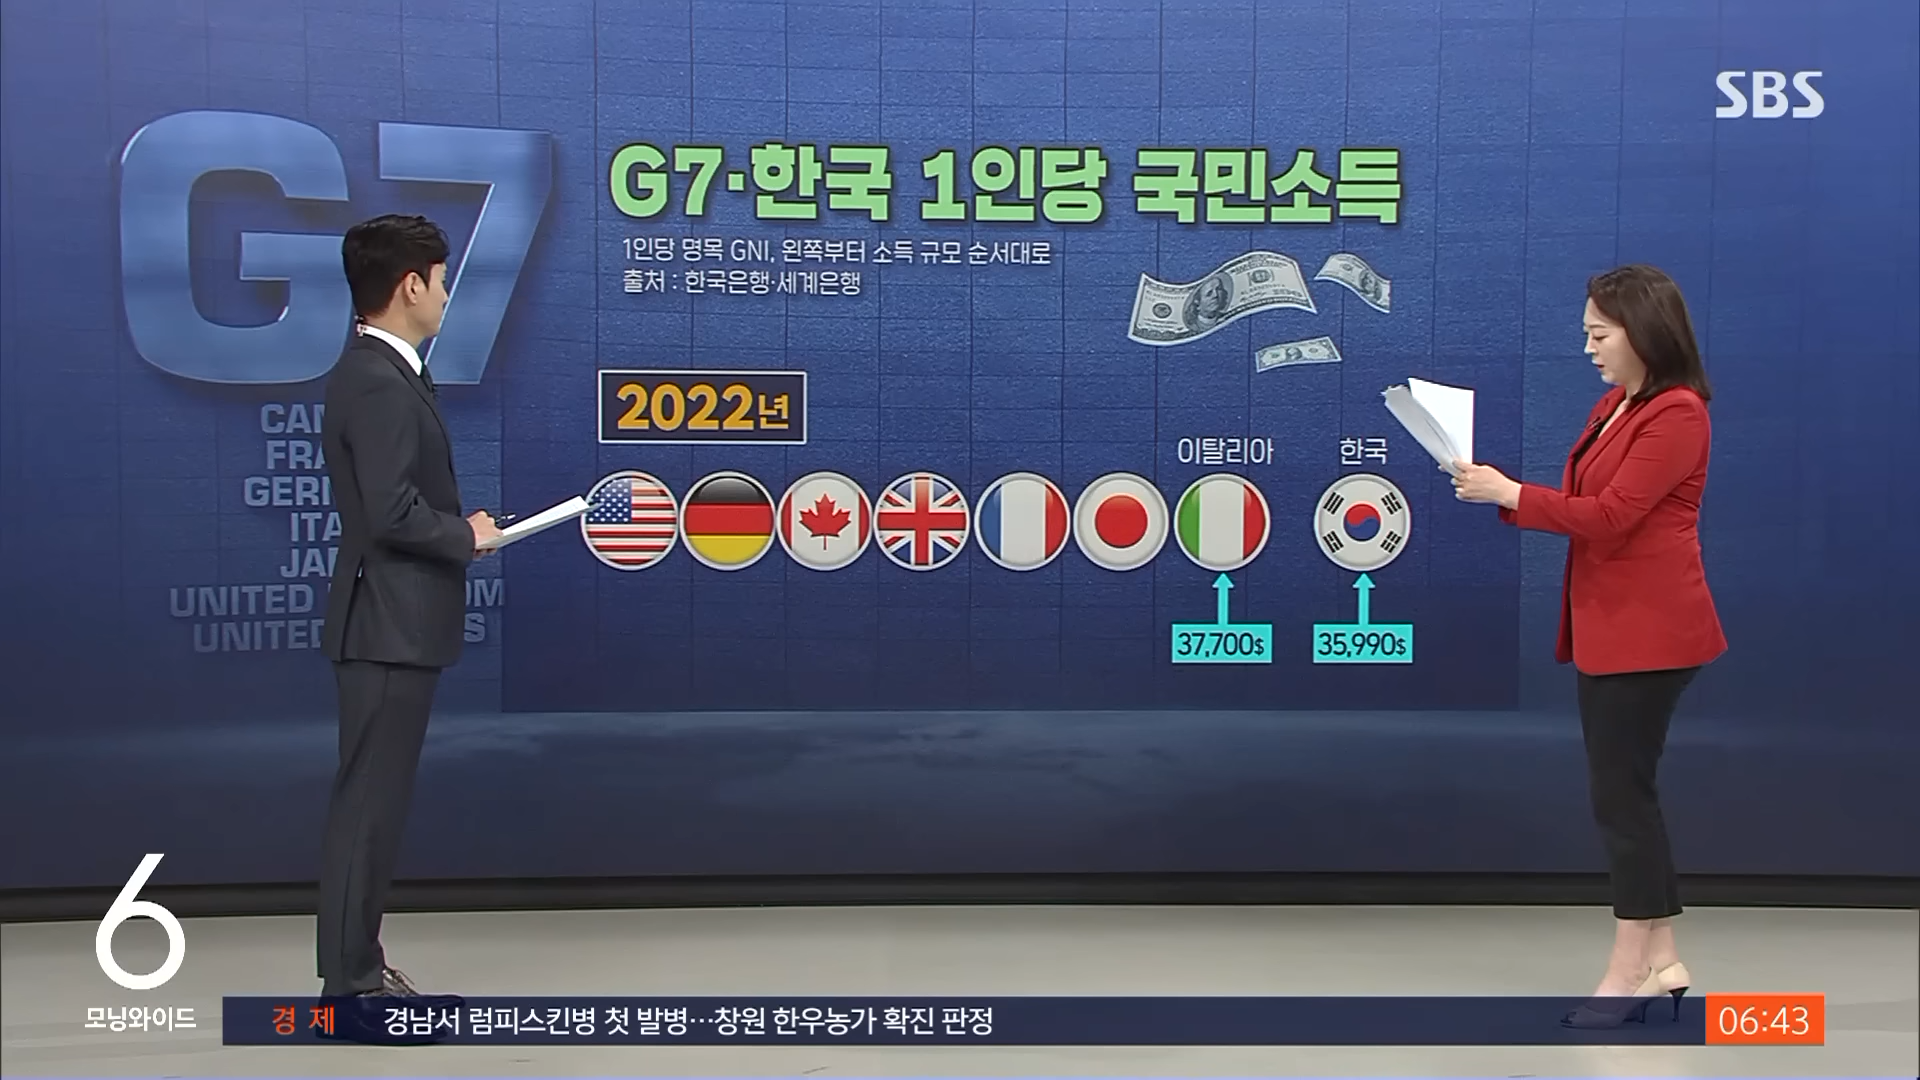 SBS
G7
G7·한국 1인당 국민소득
1인당 명목 GNI, 왼쪽부터 소득 규모 순서대로
출처 : 한국은행·세계은행
2022년
이탈리아
한국
37,700$
35,990$
UNITED
UNITED
6
모닝와이드
경제
경남서 럼피스킨병 첫 발병…창원 한우농가 확진 판정
06:43